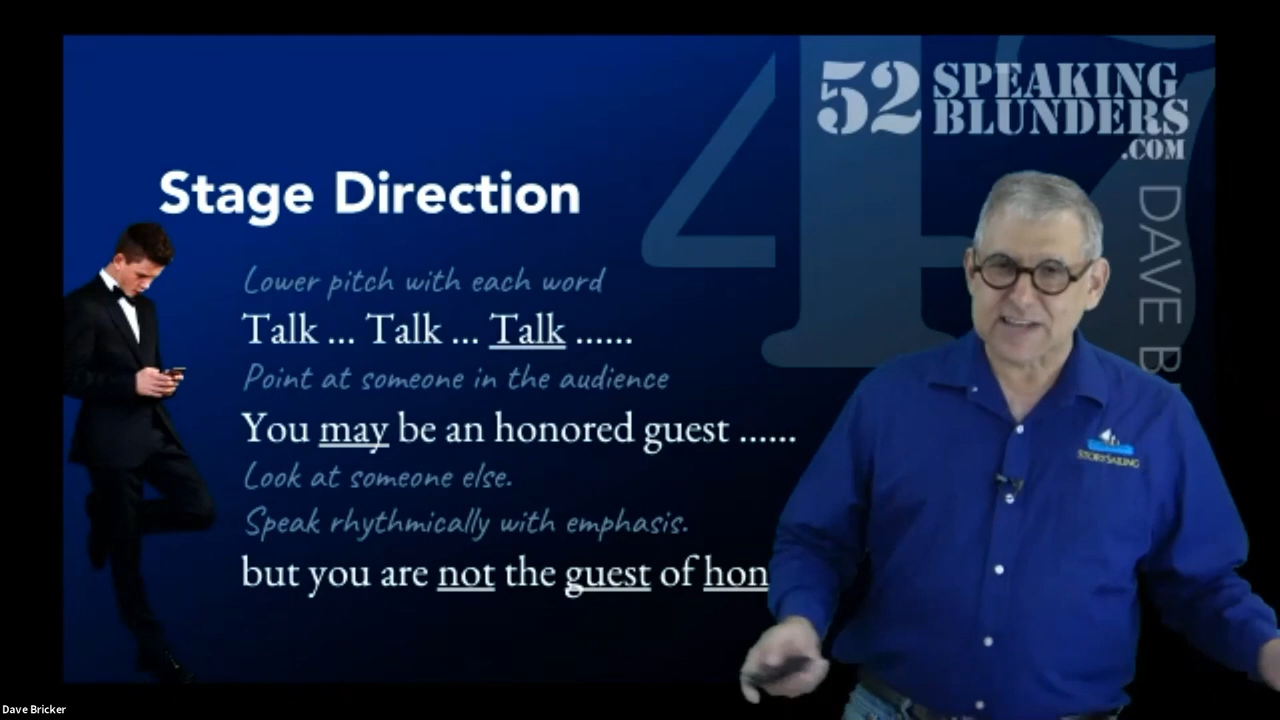 52 SPEAKING
BLUNDERS
.COM
DAVE B
47
Stage Direction
Lower pitch with each word
Talk ... Talk ... Talk ......
Point at someone in the audience
You may be an honored guest ......
Look at someone else.
Speak rhythmically with emphasis.
but you are not the guest of hon
STORYSAILING
Dave Bricker